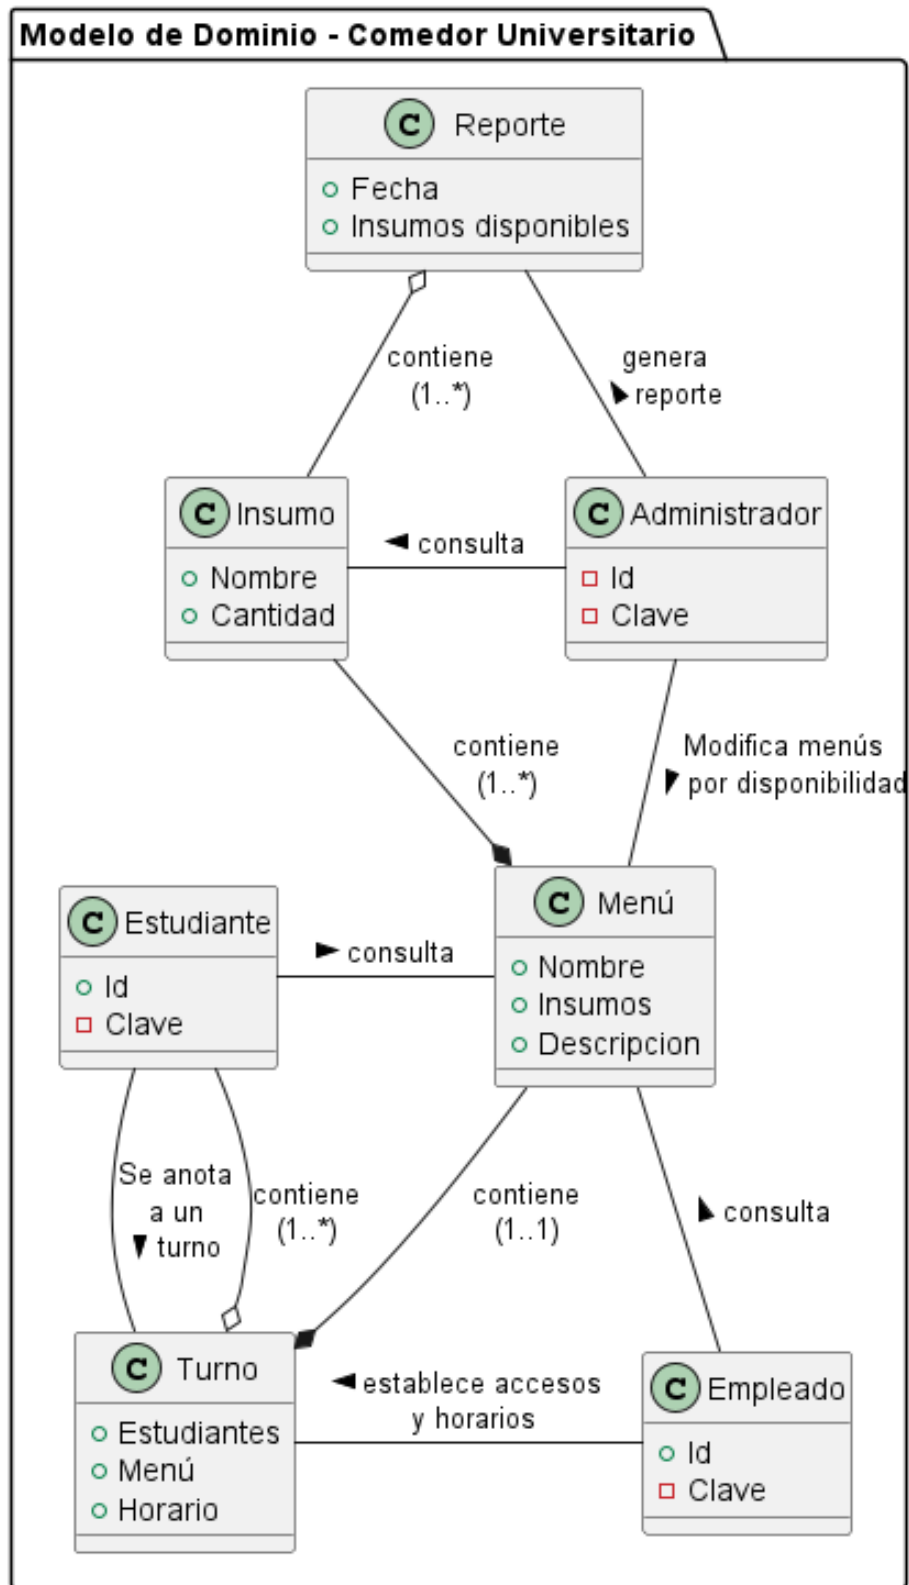 Modelo de Dominio - Comedor Universitario
C Reporte
Fecha
Insumos disponibles
contiene
(1..*)
genera
reporte
C Insumo
Nombre
Cantidad
consulta
C Administrador
Id
Clave
contiene
(1..*)
Modifica menús
por disponibilidad
C Estudiante
Id
Clave
consulta
C Menú
Nombre
Insumos
Descripcion
Se anota
a un
turno
contiene
(1..*)
contiene
(1..1)
consulta
C Turno
Estudiantes
Menú
Horario
establece accesos
y horarios
C Empleado
Id
Clave